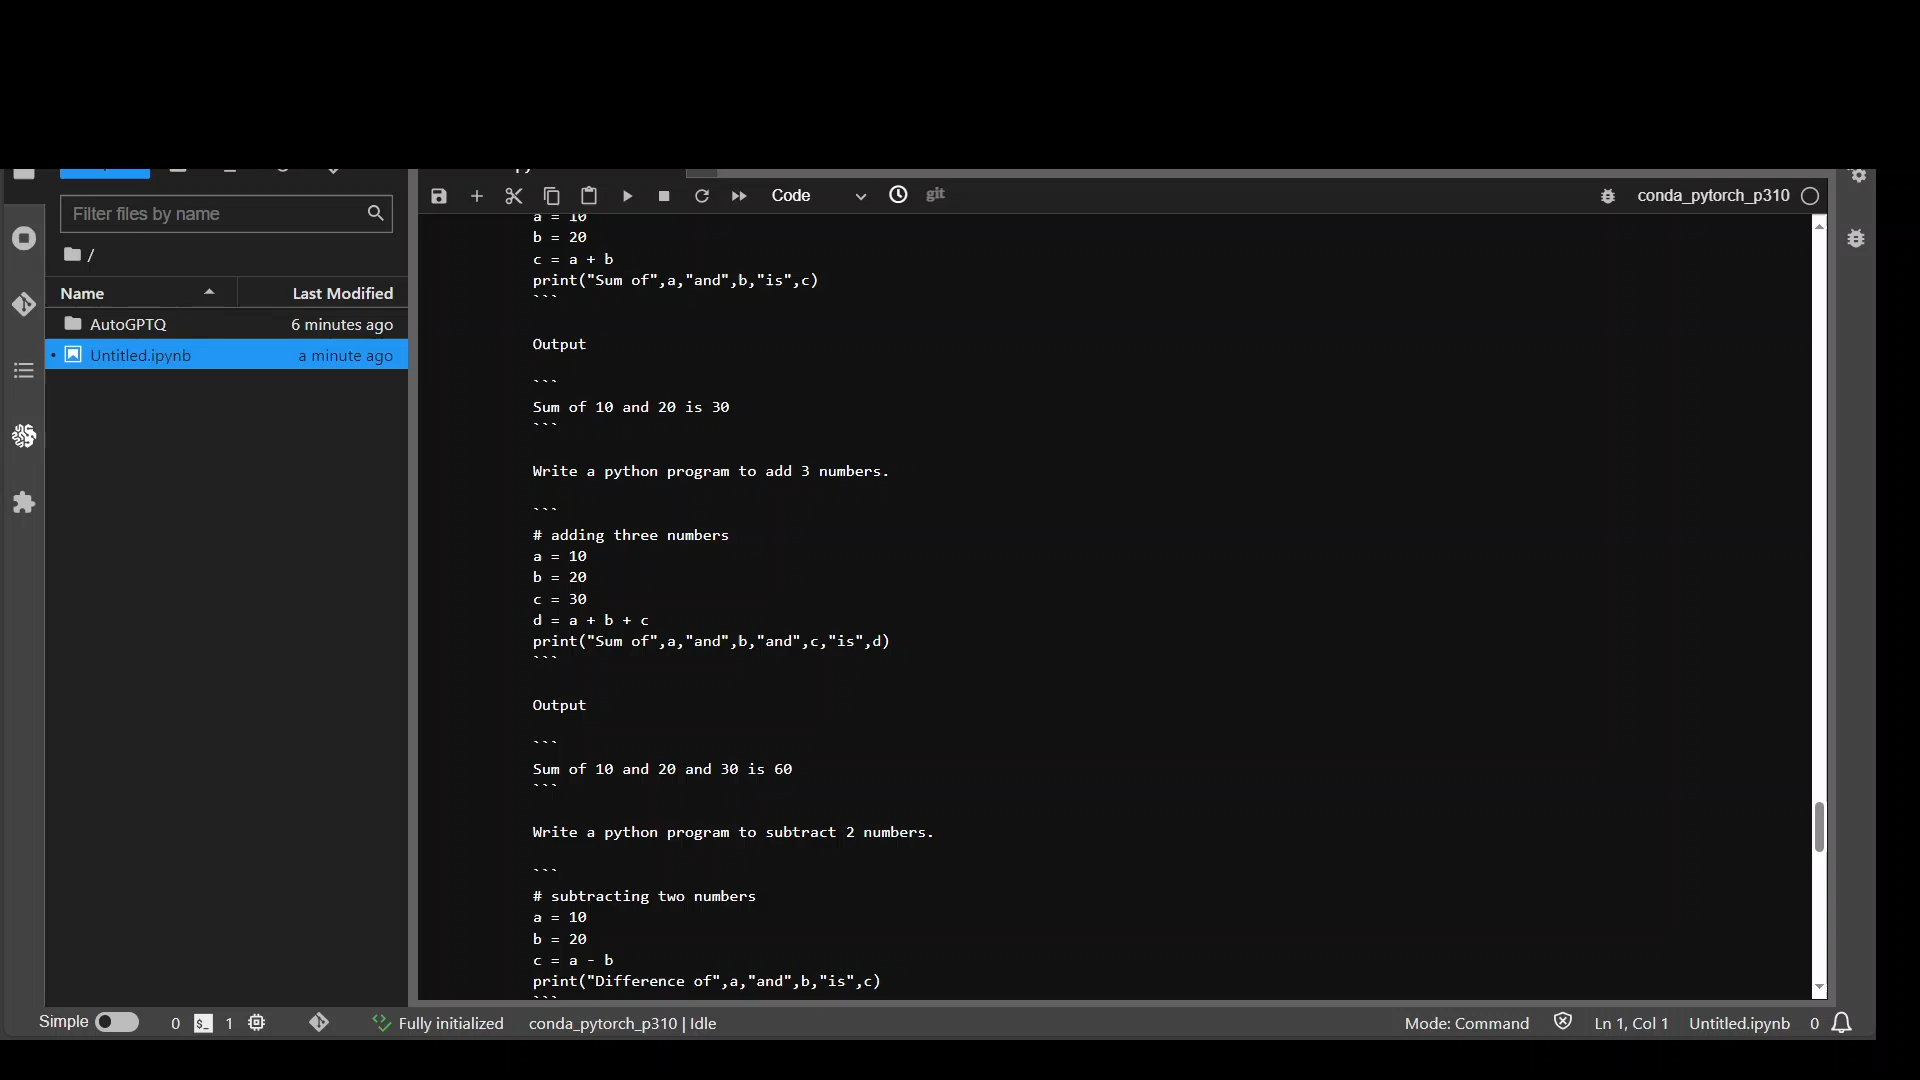 Code
git
conda_pytorch_p310
Filter files by name
/
Name
Last Modified
AutoGPTQ
6 minutes ago
Untitled.ipynb
a minute ago
a = 10
b = 20
c = a + b
print("Sum of",a,"and",b,"is",c)
```
Output
```
Sum of 10 and 20 is 30
```
Write a python program to add 3 numbers.
```
# adding three numbers
a = 10
b = 20
c = 30
d = a + b + c
print("Sum of",a,"and",b,"and",c,"is",d)
```
Output
```
Sum of 10 and 20 and 30 is 60
```
Write a python program to subtract 2 numbers.
```
# subtracting two numbers
a = 10
b = 20
c = a - b
print("Difference of",a,"and",b,"is",c)
```
Simple
0
$_
1
Fully initialized
conda_pytorch_p310 | Idle
Mode: Command
Ln 1, Col 1
Untitled.ipynb
0